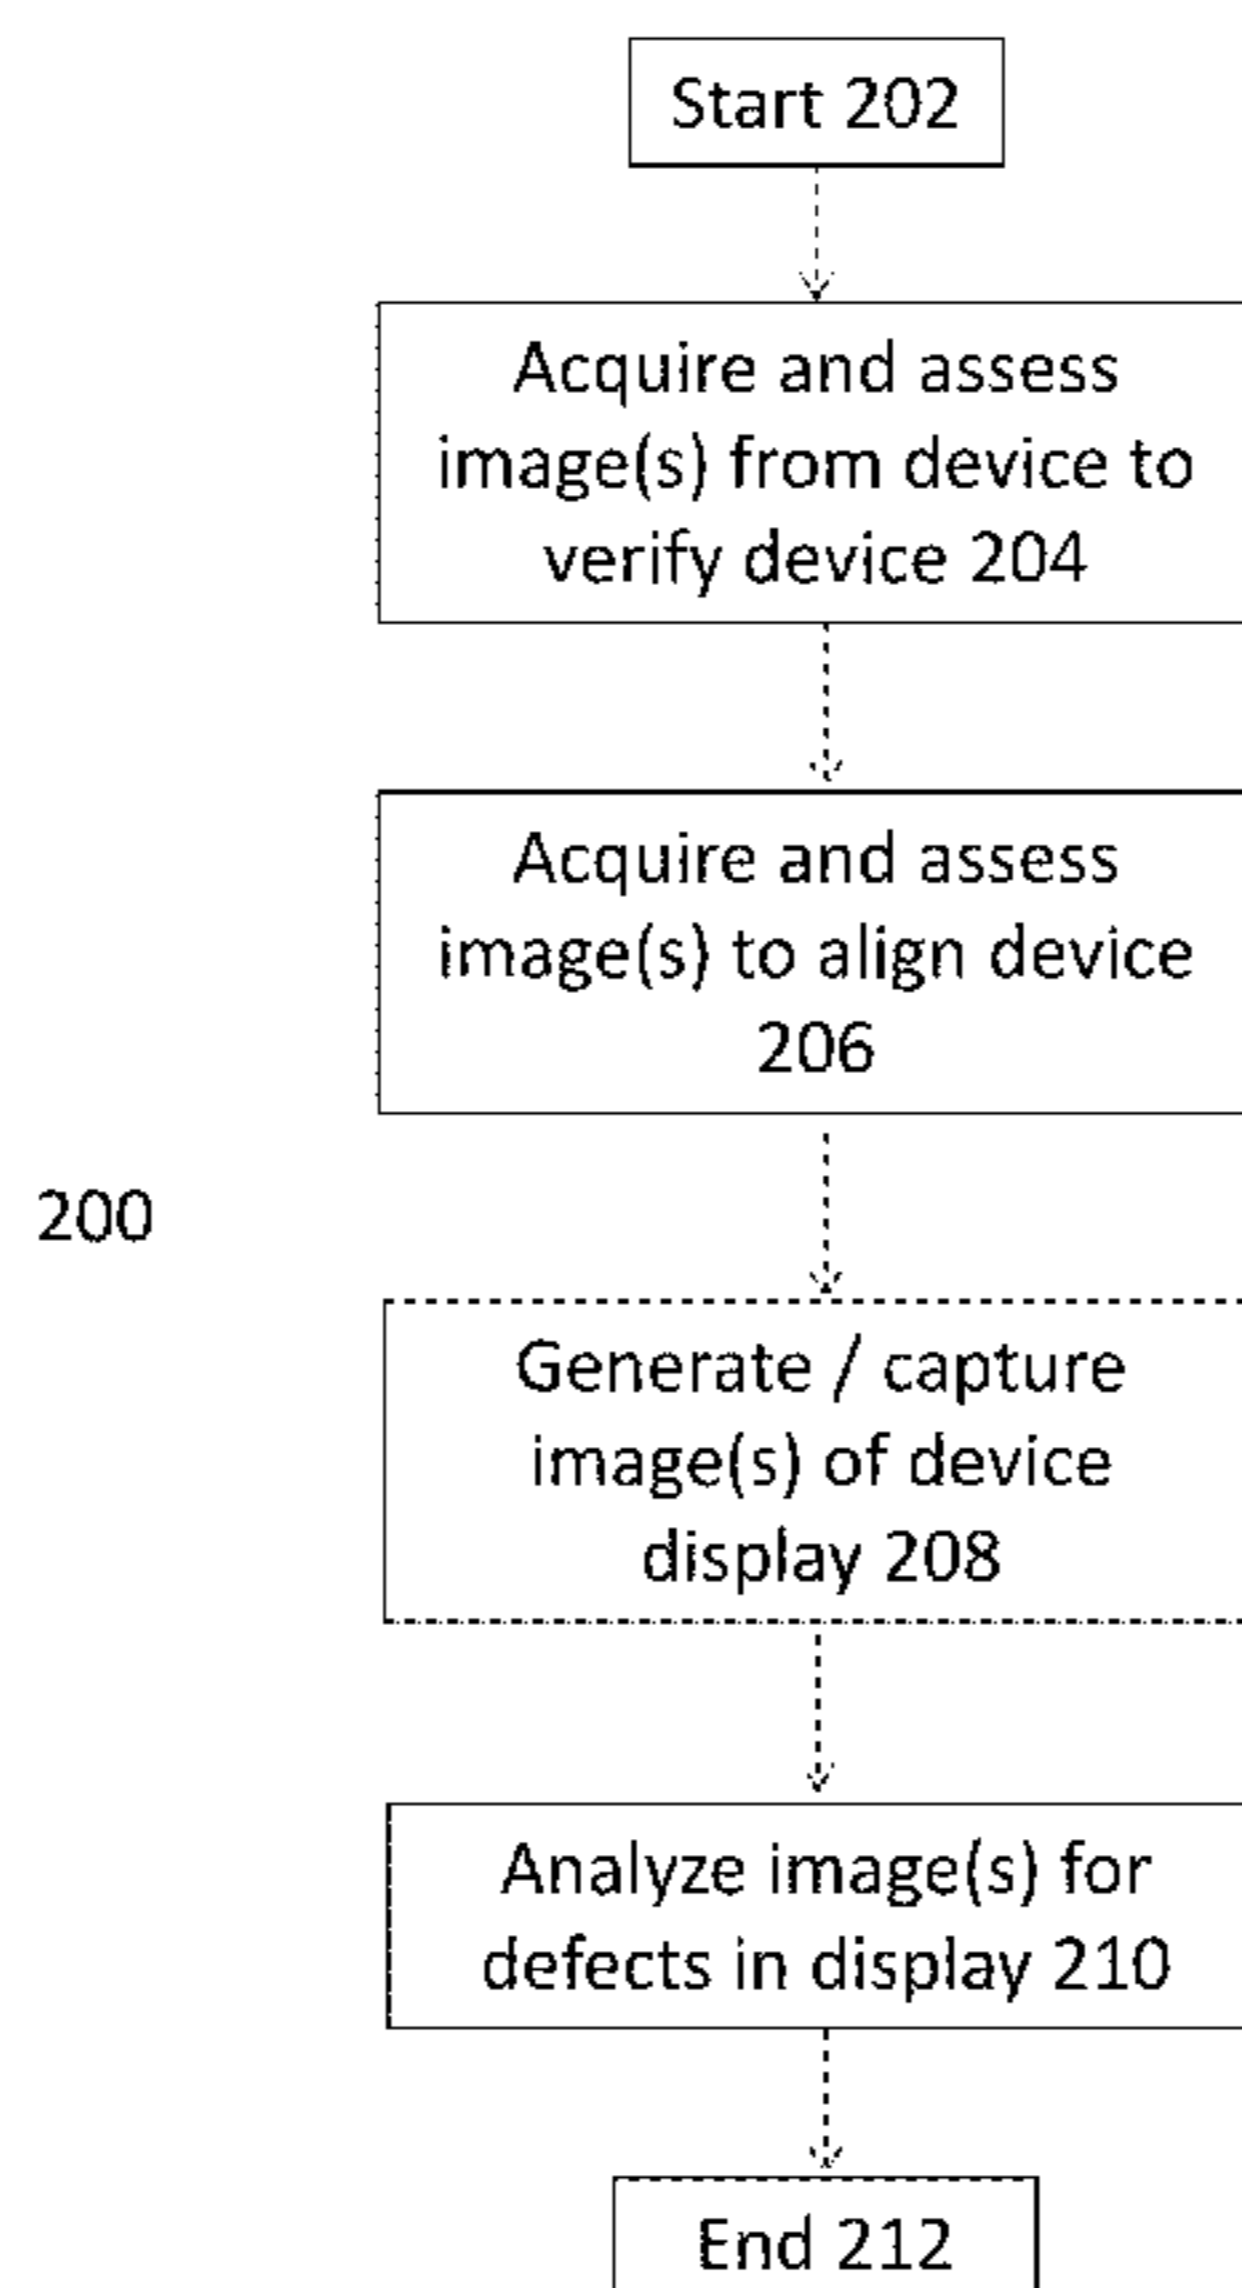 Start 202
Acquire and assess
image(s) from device to
verify device 204
Acquire and assess
image(s) to align device
206
200
Generate / capture
image(s) of device
display 208
Analyze image(s) for
defects in display 210
End 212